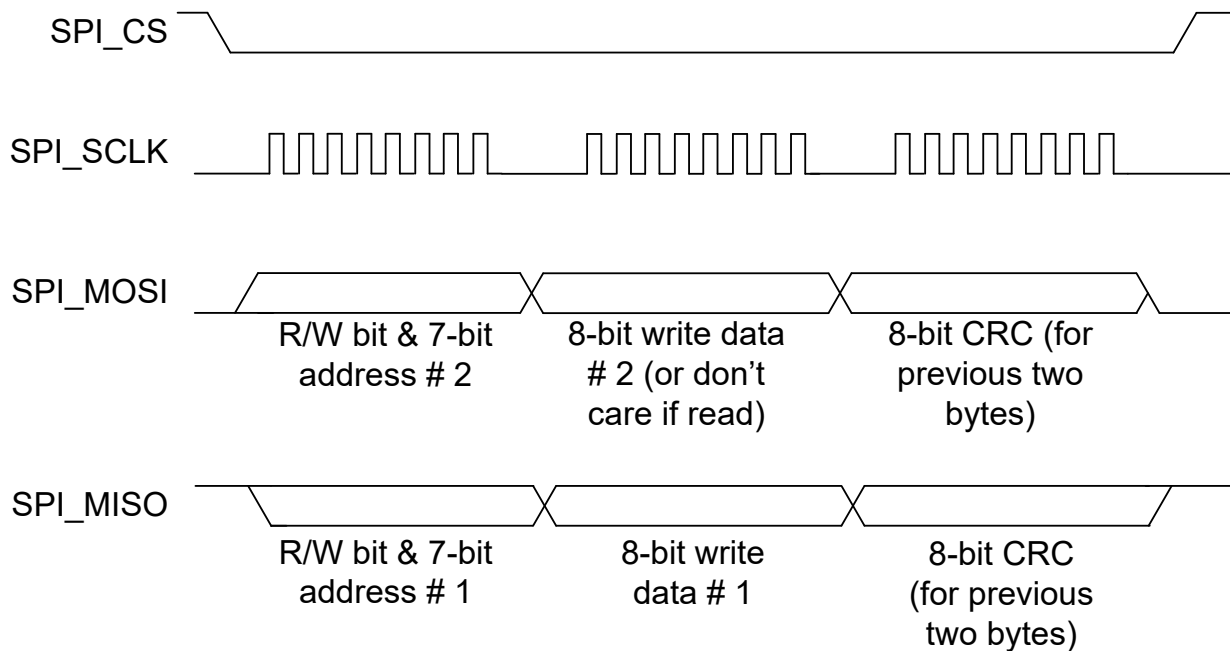 SPI_CS
SPI_SCLK
SPI_MOSI
R/W bit & 7-bit
address # 2
8-bit write data
# 2 (or don’t
care if read)
8-bit CRC (for
previous two
bytes)
SPI_MISO
R/W bit & 7-bit
address # 1
8-bit write
data # 1
8-bit CRC
(for previous
two bytes)